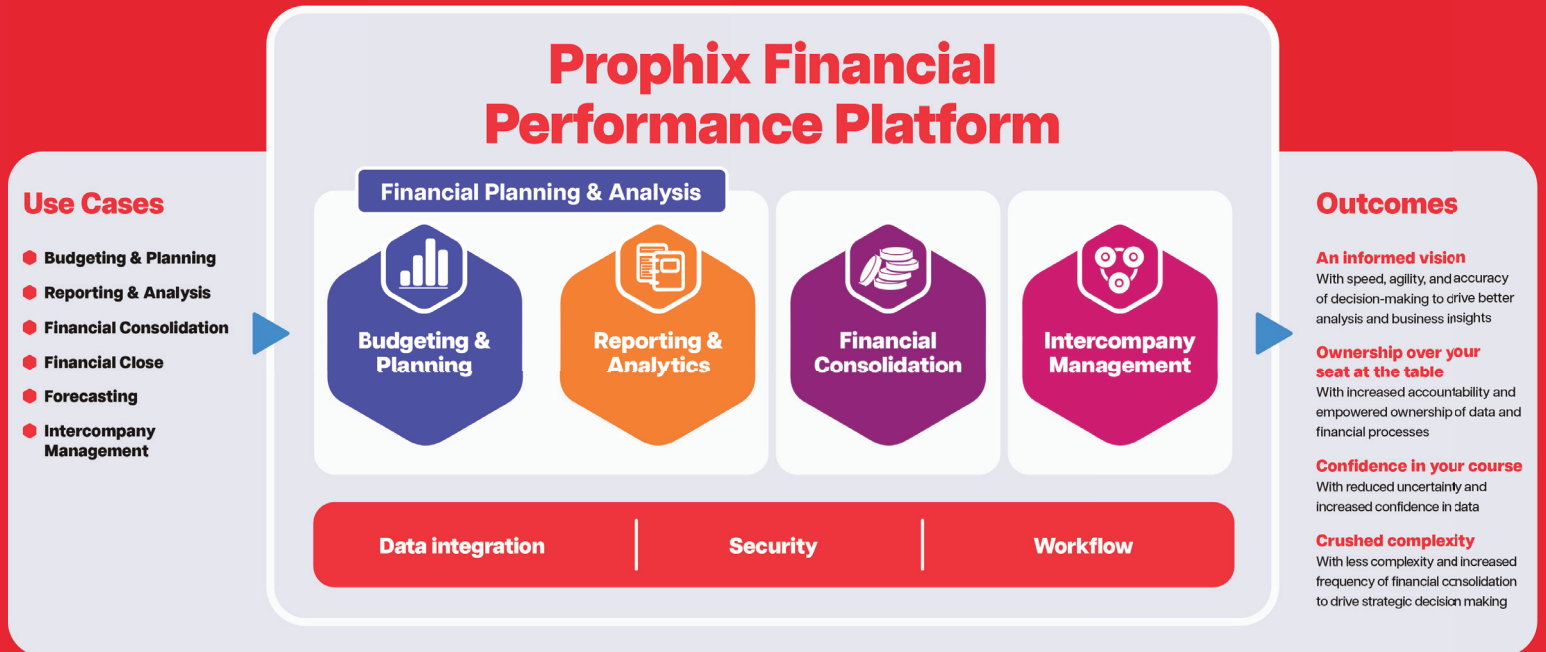 Prophix Financial
Performance Platform
Use Cases
Budgeting & Planning
Reporting & Analysis
Financial Consolidation
Financial Close
Forecasting
Intercompany
Management
Financial Planning & Analysis
Budgeting &
Planning
Reporting &
Analytics
Financial
Consolidation
Intercompany
Management
Data integration
Security
Workflow
Outcomes
An informed vision
With speed, agility, and accuracy
of decision-making to drive better
analysis and business insights
Ownership over your
seat at the table
With increased accountability and
empowered ownership of data and
financial processes
Confidence in your course
With reduced uncertainty and
increased confidence in data
Crushed complexity
With less complexity and increased
frequency of financial consolidation
to drive strategic decision making